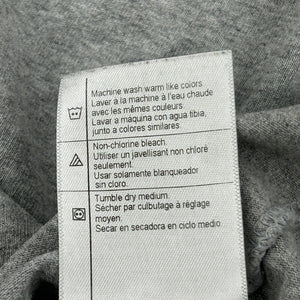 Machine wash warm like colors.
Laver à la machine à l'eau chaude
avec les mêmes couleurs.
Lavar a máquina con agua tibia,
junto a colores similares
Non-chlorine bleach.
Utiliser un javellisant non chloré
seulement.
Usar solamente blanqueador
sin cloro.
Tumble dry medium.
Sécher par culbutage à réglage
moyen.
Secar en secadora en ciclo medio